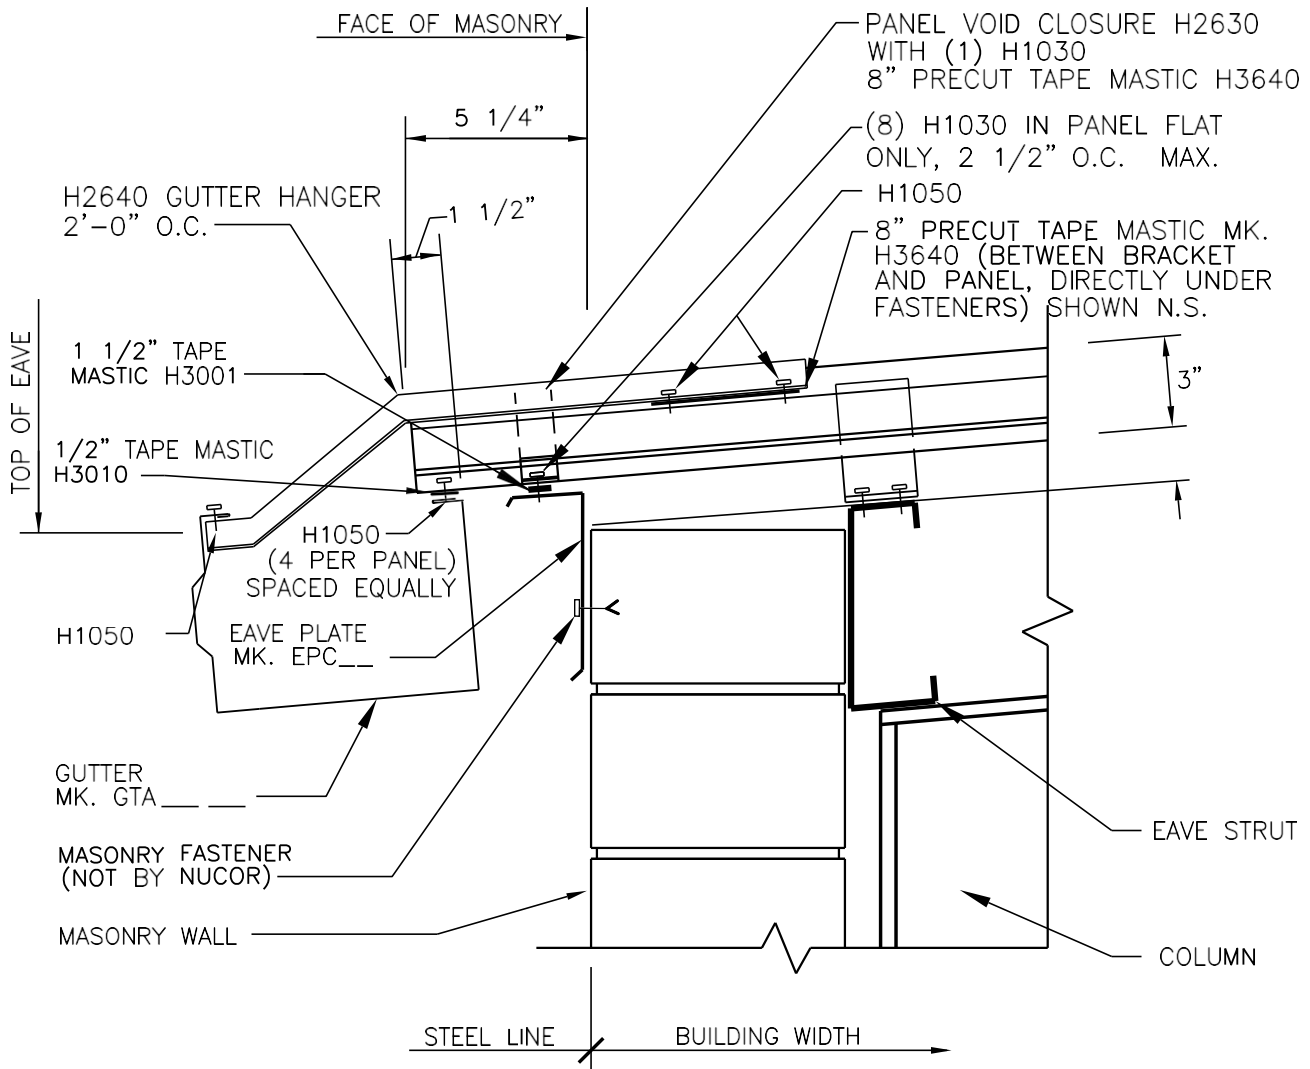 FACE OF MASONRY
PANEL VOID CLOSURE H2630
WITH (1) H1030
8" PRECUT TAPE MASTIC H3640
5 1/4"
(8) H1030 IN PANEL FLAT
ONLY, 2 1/2" O.C. MAX.
H2640 GUTTER HANGER
2'-0" O.C.
1 1/2"
H1050
8" PRECUT TAPE MASTIC MK.
H3640 (BETWEEN BRACKET
AND PANEL, DIRECTLY UNDER
FASTENERS) SHOWN N.S.
TOP OF EAVE
1 1/2" TAPE
MASTIC H3001
3"
1/2" TAPE MASTIC
H3010
H1050
(4 PER PANEL)
SPACED EQUALLY
H1050
EAVE PLATE
MK. EPC__
GUTTER
MK. GTA__ __
EAVE STRUT
MASONRY FASTENER
(NOT BY NUCOR)
MASONRY WALL
COLUMN
STEEL LINE
BUILDING WIDTH